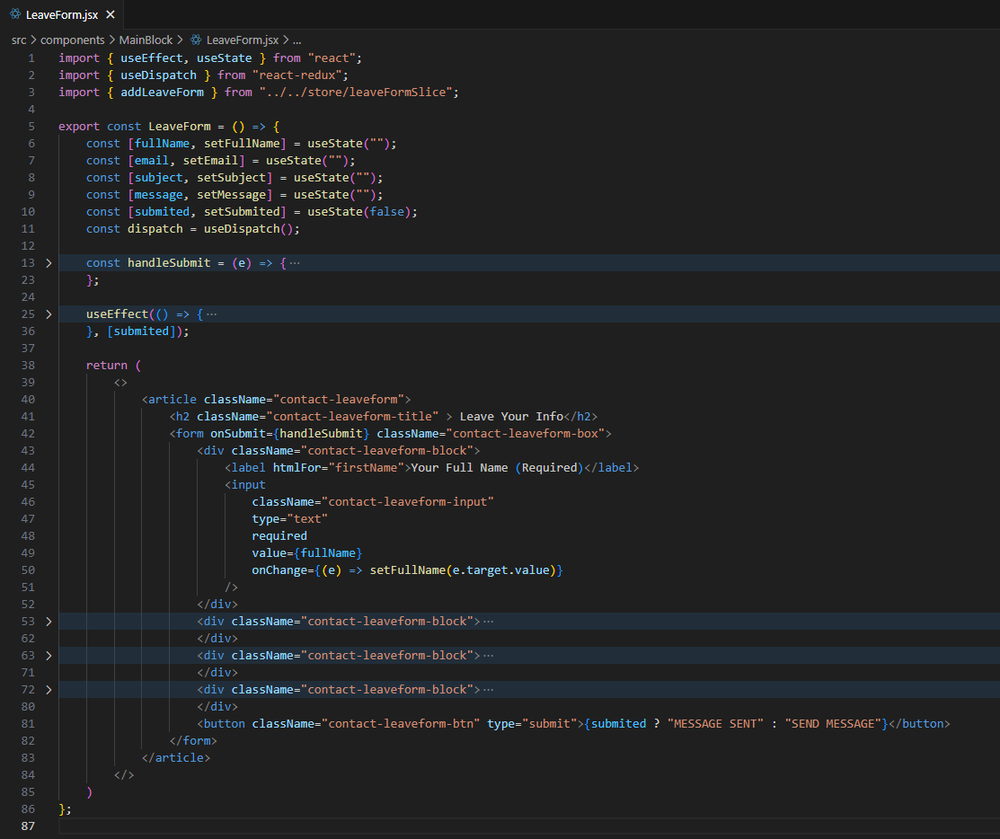 LeaveForm.jsx ×
src > components > MainBlock > LeaveForm.jsx > ...
1 import { useEffect, useState } from "react";
2 import { useDispatch } from "react-redux";
3 import { addLeaveForm } from "../../store/leaveFormSlice";
4
5 export const LeaveForm = () => {
6     const [fullName, setFullName] = useState("");
7     const [email, setEmail] = useState("");
8     const [subject, setSubject] = useState("");
9     const [message, setMessage] = useState("");
10     const [submited, setSubmited] = useState(false);
11     const dispatch = useDispatch();
12
13 >     const handleSubmit = (e) => { ···
23     };
24
25 >     useEffect(() => { ···
36     }, [submited]);
37
38     return (
39         <>
40             <article className="contact-leaveform">
41                 <h2 className="contact-leaveform-title" > Leave Your Info</h2>
42                 <form onSubmit={handleSubmit} className="contact-leaveform-box">
43                     <div className="contact-leaveform-block">
44                         <label htmlFor="firstName">Your Full Name (Required)</label>
45                         <input
46                             className="contact-leaveform-input"
47                             type="text"
48                             required
49                             value={fullName}
50                             onChange={(e) => setFullName(e.target.value)}
51                         />
52                     </div>
53 >                     <div className="contact-leaveform-block"> ···
62                     </div>
63 >                     <div className="contact-leaveform-block"> ···
71                     </div>
72 >                     <div className="contact-leaveform-block"> ···
80                     </div>
81                     <button className="contact-leaveform-btn" type="submit">{submited ? "MESSAGE SENT" : "SEND MESSAGE"}</button>
82                 </form>
83             </article>
84         </>
85     )
86 };
87